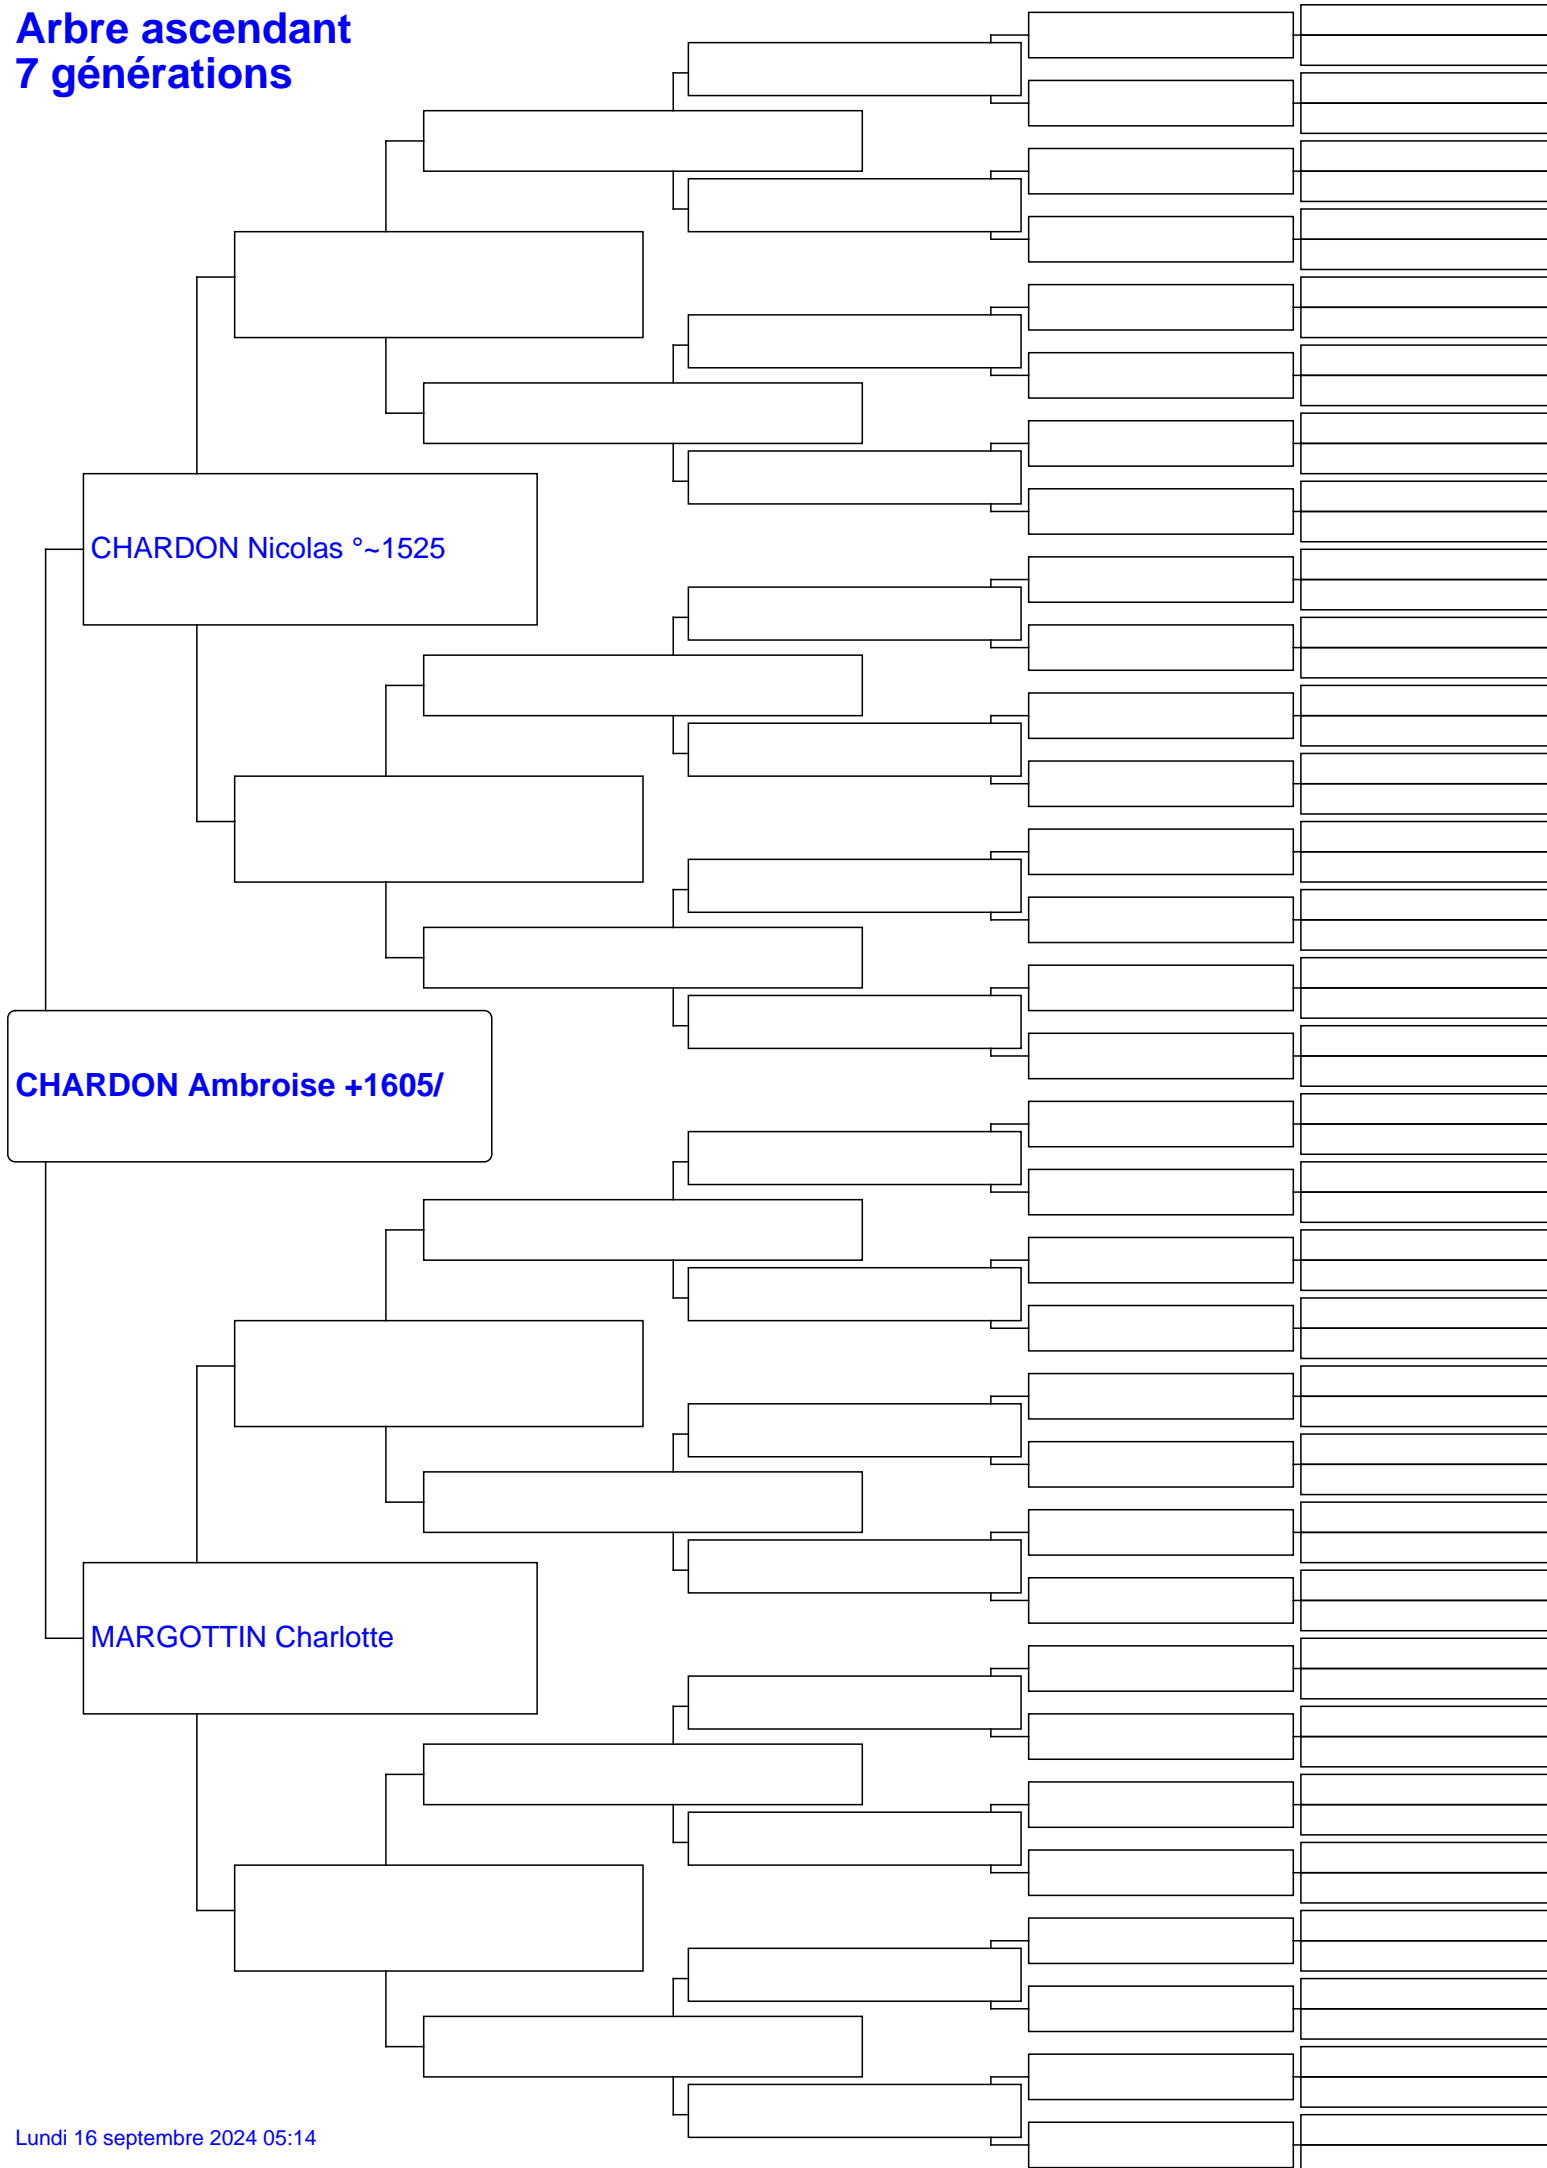 Arbre ascendant
7 générations
CHARDON Nicolas °~1525
CHARDON Ambroise +1605/
MARGOTTIN Charlotte
Lundi 16 septembre 2024 05:14